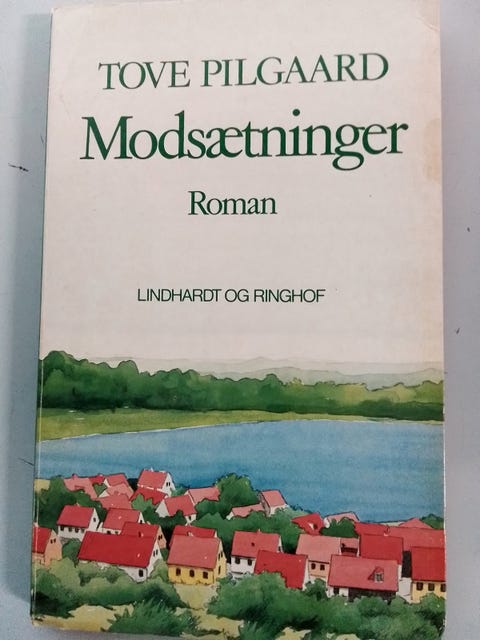 TOVE PILGAARD
Modsætninger
Roman
LINDHARDT OG RINGHOF